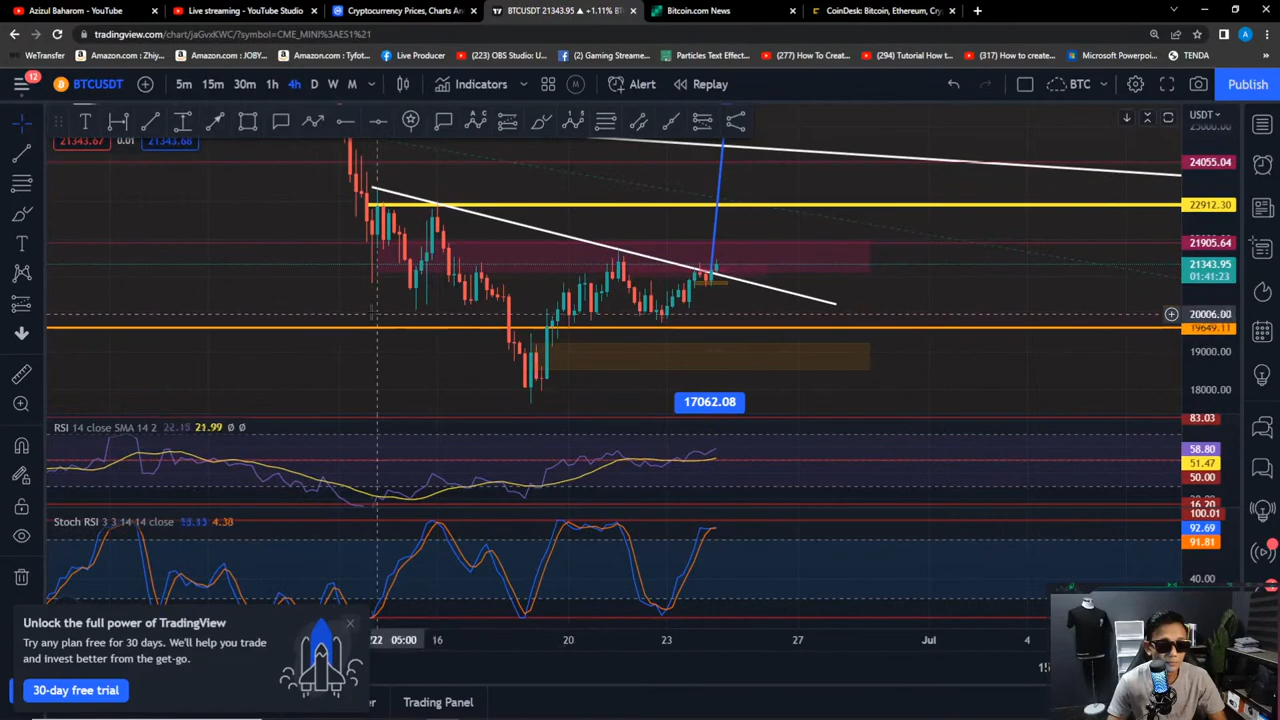 Azizul Baharom - YouTube
Live streaming - YouTube Studio
Cryptocurrency Prices, Charts An
BTCUSDT 21343.95 ▲ +1.11% BT
Bitcoin.com News
CoinDesk: Bitcoin, Ethereum, Cry
tradingview.com/chart/jaGvxKWC/?symbol=CME_MINI%3AES1%21
WeTransfer
Amazon.com : Zhiy...
Amazon.com : JOBY...
Amazon.com : Tyfot...
Live Producer
(223) OBS Studio: U...
(2) Gaming Streame...
Particles Text Effect...
(277) How To Creat...
(294) Tutorial How t...
(317) How to creat...
Microsoft Powerpoi...
TENDA
12
BTCUSDT
5m
15m
30m
1h
4h
D
W
M
Indicators
Alert
Replay
BTC
Publish
21343.67
0.01
21343.68
USDT
25000.00
24055.04
22912.30
21905.64
21343.95
01:41:23
20006.00
19649.11
19000.00
18000.00
17062.08
RSI 14 close SMA 14 2
21.99
Ø Ø
83.03
58.80
51.47
50.00
16.20
Stoch RSI 3 3 14 14 close
4.38
100.01
92.69
91.81
40.00
'22 05:00
16
20
23
27
Jul
4
Unlock the full power of TradingView
Try any plan free for 30 days. We'll help you trade
and invest better from the get-go.
30-day free trial
Trading Panel